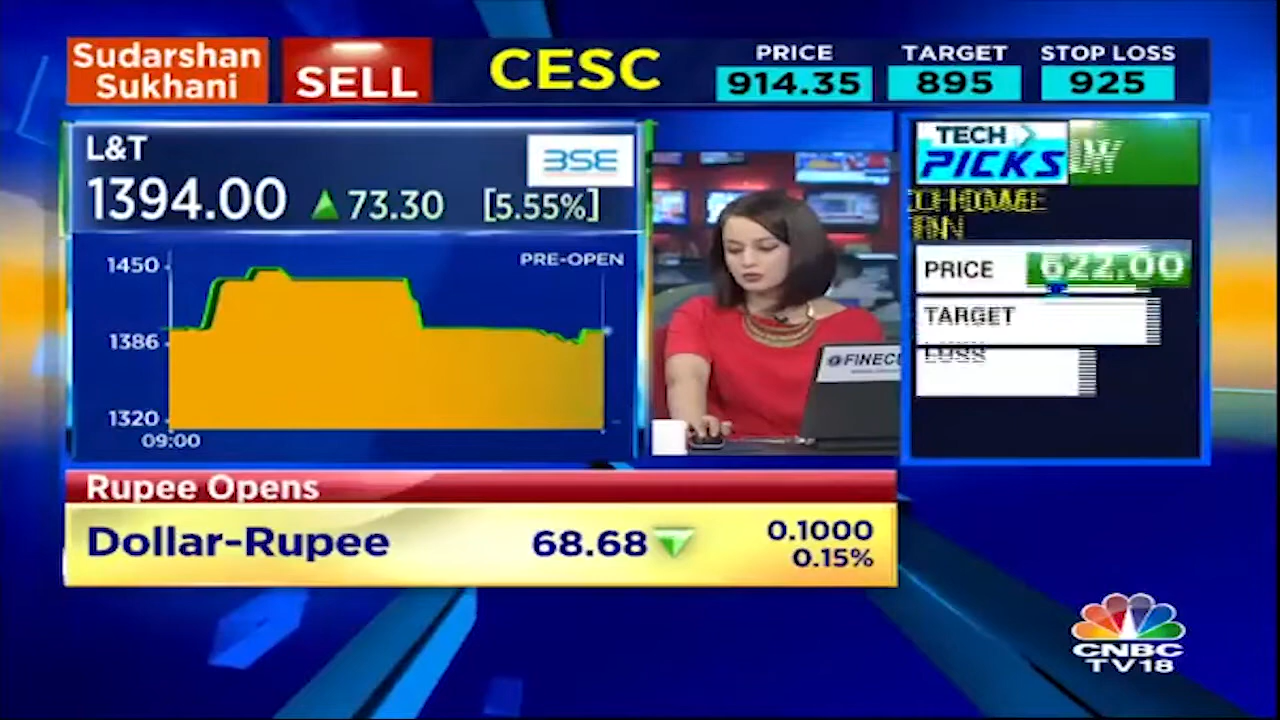 Sudarshan
Sukhani
SELL
CESC
PRICE
914.35
TARGET
895
STOP LOSS
925
L&T
BSE
1394.00
73.30
[5.55%]
PRE-OPEN
1450
1386
1320
09:00
@FINECU
TECH
PICKS
PRICE
622.00
TARGET
LOSS
Rupee Opens
Dollar-Rupee
68.68
0.1000
0.15%
CNBC
TV18